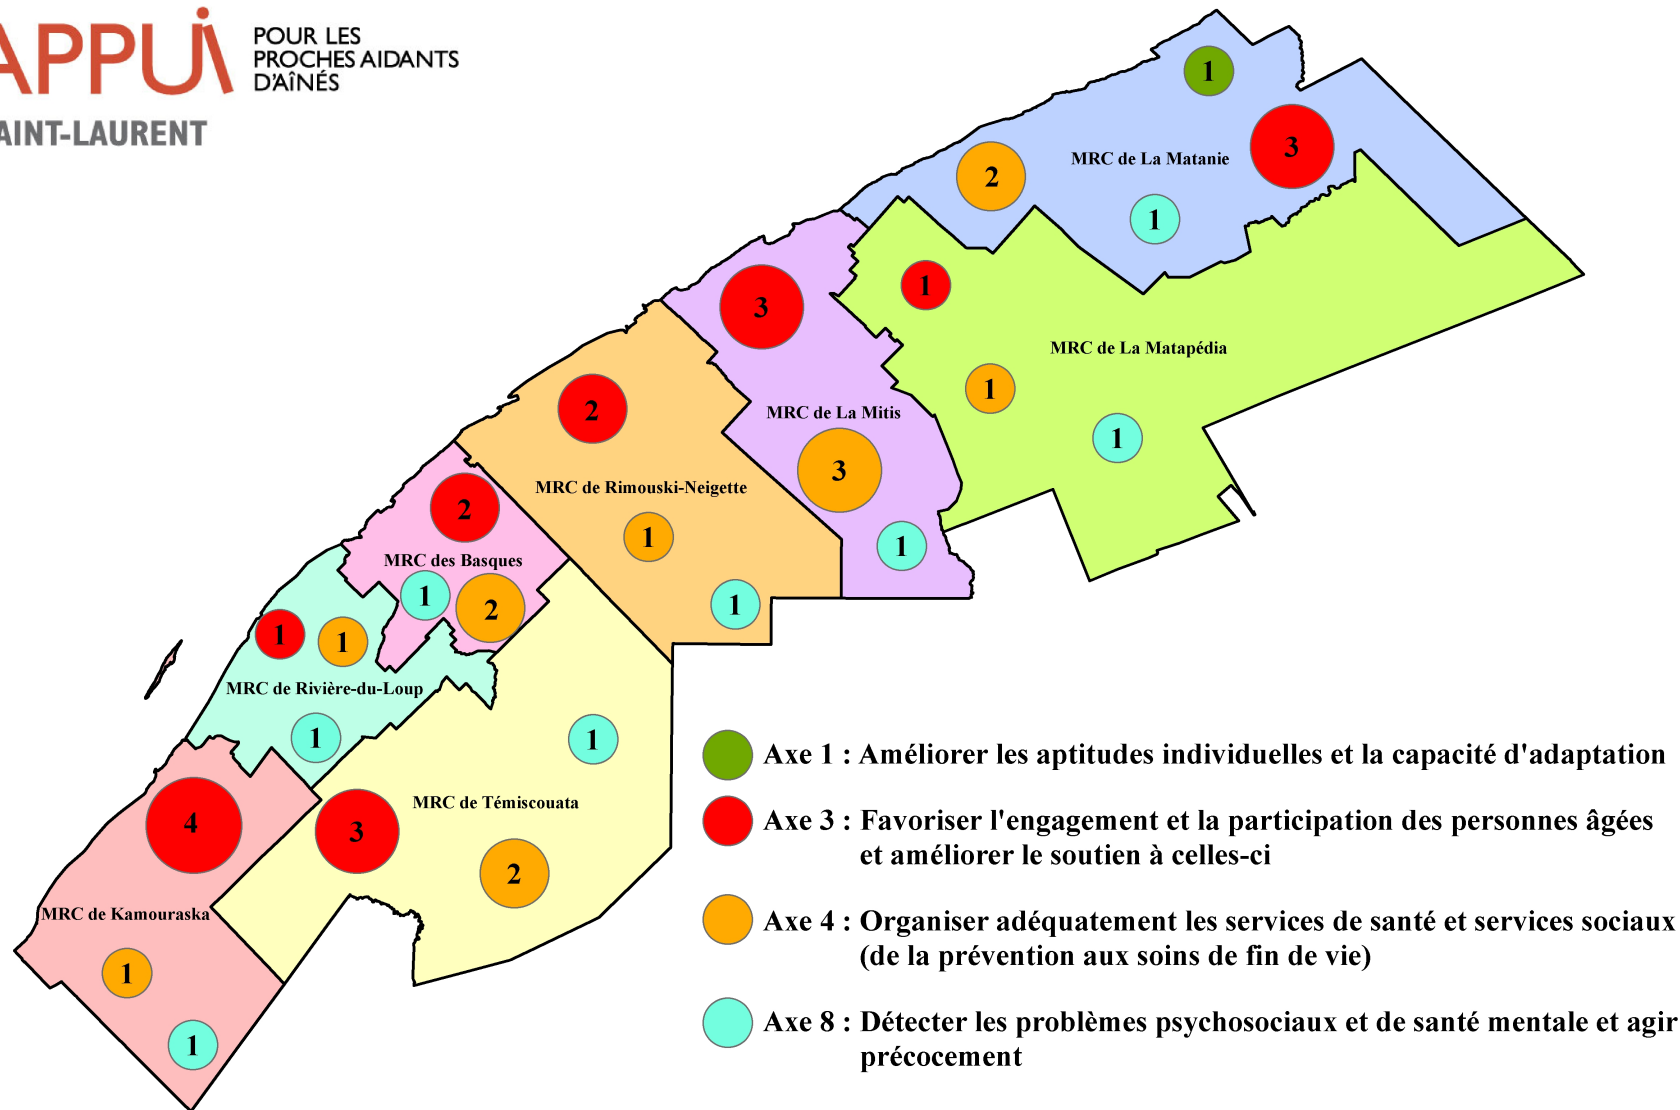 APPUI
POUR LES
PROCHES AIDANTS
D'AÎNÉS
SAINT-LAURENT
1
3
MRC de La Matanie
2
1
1
3
MRC de La Matapédia
1
2
MRC de La Mitis
1
3
MRC de Rimouski-Neigette
2
1
1
MRC des Basques
1
2
1
1
1
MRC de Rivière-du-Loup
1
1
MRC de Témiscouata
4
3
2
MRC de Kamouraska
1
1
Axe 1 : Améliorer les aptitudes individuelles et la capacité d'adaptation
Axe 3 : Favoriser l'engagement et la participation des personnes âgées
et améliorer le soutien à celles-ci
Axe 4 : Organiser adéquatement les services de santé et services sociaux
(de la prévention aux soins de fin de vie)
Axe 8 : Détecter les problèmes psychosociaux et de santé mentale et agir
précocement